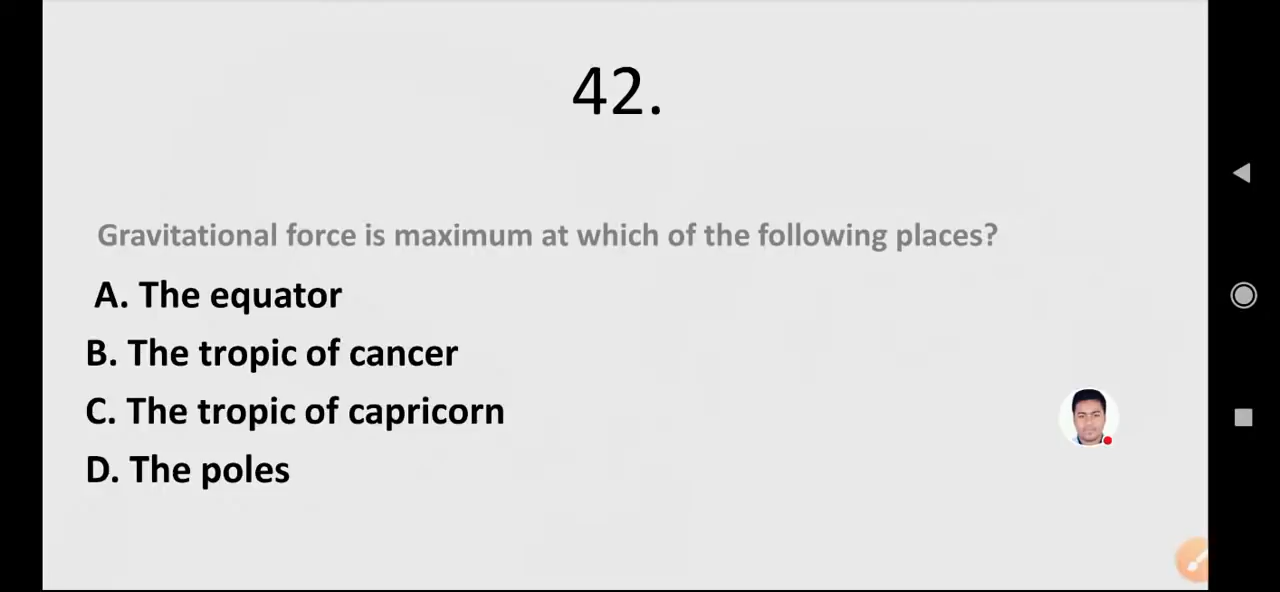 42.
Gravitational force is maximum at which of the following places?
A. The equator
B. The tropic of cancer
C. The tropic of capricorn
D. The poles